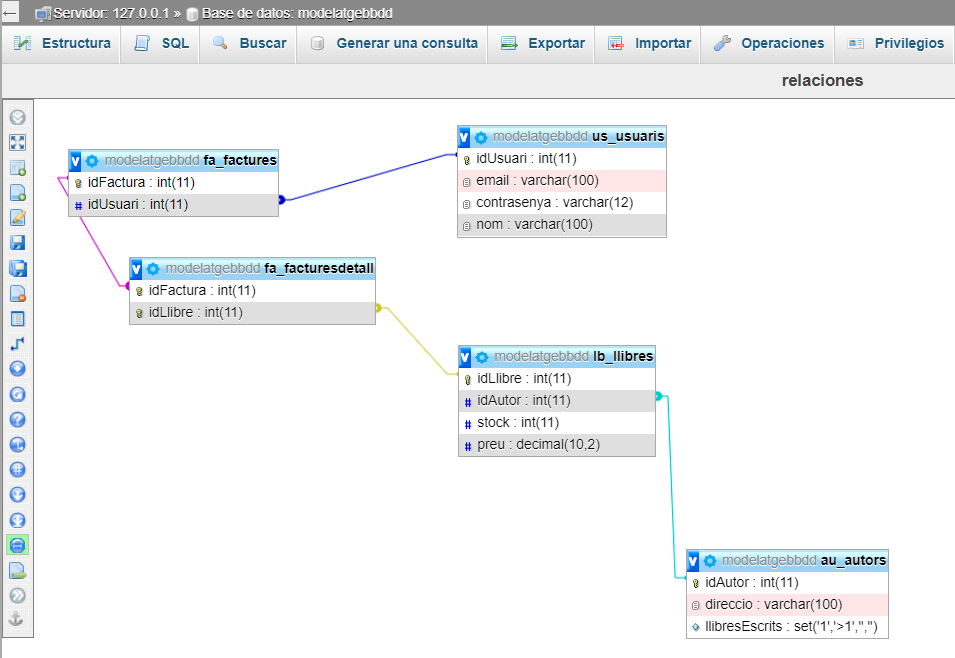 Servidor: 127.0.0.1 » Base de datos: modelatgebbdd
Estructura SQL Buscar Generar una consulta Exportar Importar Operaciones Privilegios
relaciones
v modelatgebbdd us_usuaris
idUsuari : int(11)
email : varchar(100)
contrasenya : varchar(12)
nom : varchar(100)
v modelatgebbdd fa_factures
idFactura : int(11)
# idUsuari : int(11)
v modelatgebbdd fa_facturesdetall
idFactura : int(11)
idLlibre : int(11)
v modelatgebbdd lb_llibres
idLlibre : int(11)
# idAutor : int(11)
# stock : int(11)
# preu : decimal(10,2)
v modelatgebbdd au_autors
idAutor : int(11)
direccio : varchar(100)
llibresEscrits : set('1','>1','','')